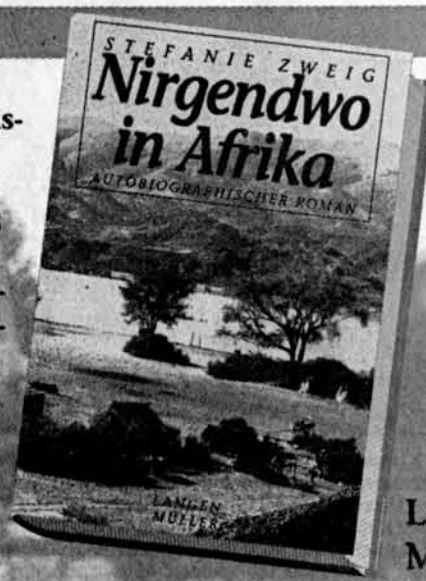 STEFANIE ZWEIG
Nirgendwo
in Afrika
AUTOBIOGRAPHISCHER ROMAN
LANGEN
MÜLLER
s-
-
-
L
M